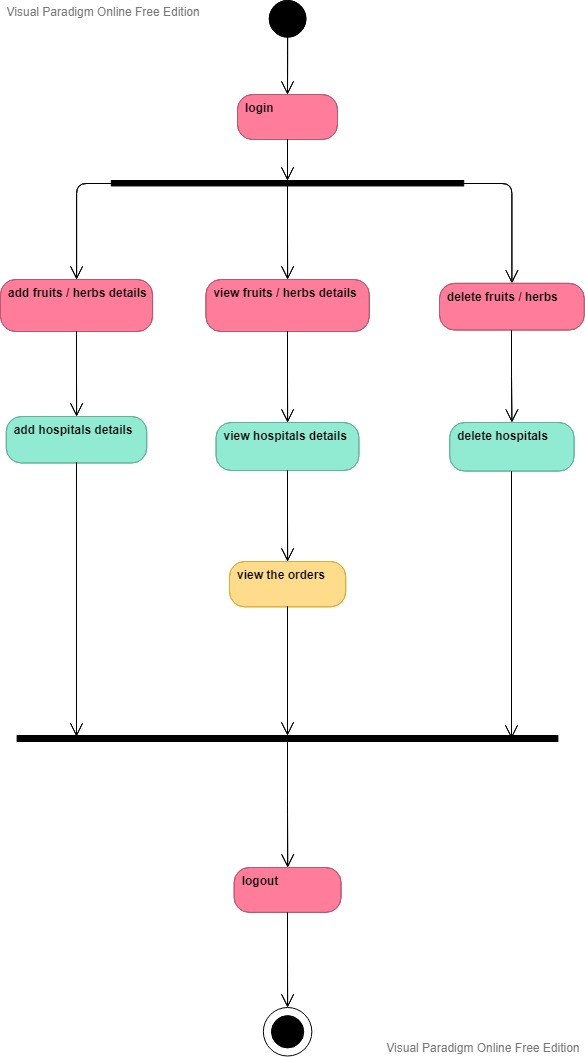 Visual Paradigm Online Free Edition
login
add fruits / herbs details
view fruits / herbs details
delete fruits / herbs
add hospitals details
view hospitals details
delete hospitals
view the orders
logout
Visual Paradigm Online Free Edition